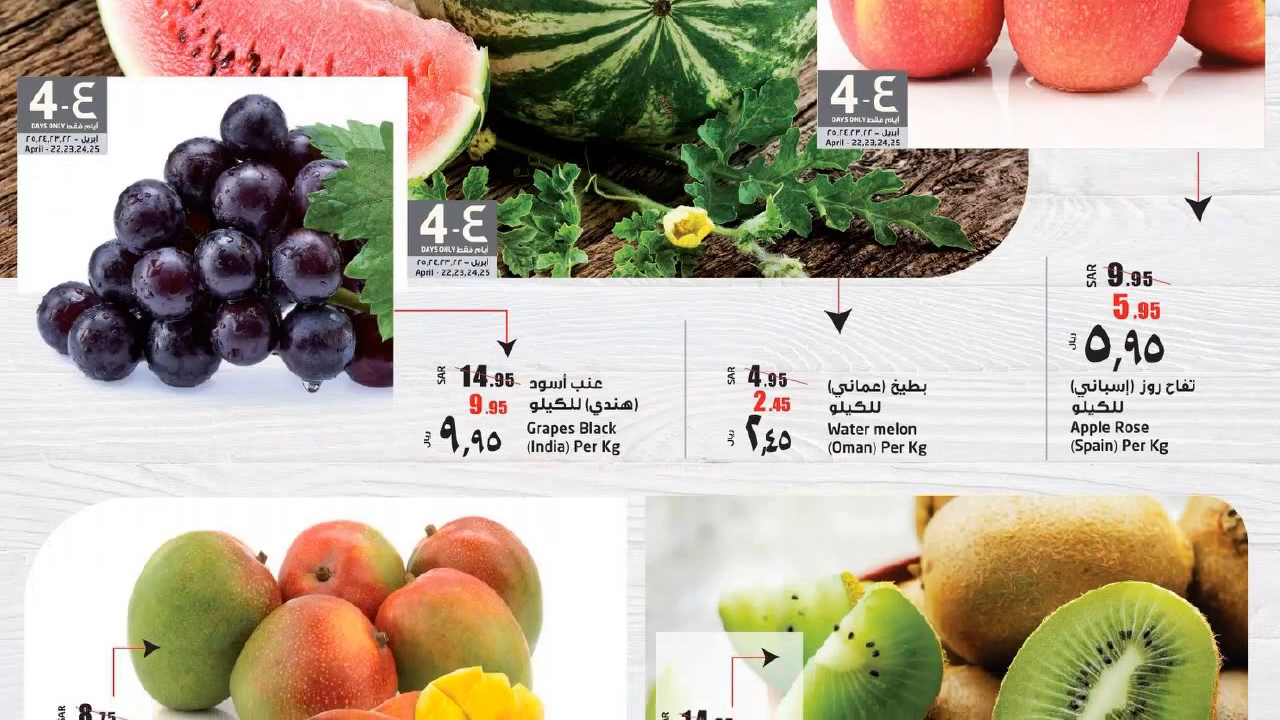 4-٤
DAYS ONLY أيام فقط
أبريل - ٢٥,٢٤,٢٣,٢٢
April - 22,23,24,25
4-٤
DAYS ONLY أيام فقط
أبريل - ٢٥,٢٤,٢٣,٢٢
April - 22,23,24,25
4-٤
DAYS ONLY أيام فقط
أبريل - ٢٥,٢٤,٢٣,٢٢
April - 22,23,24,25
SAR 14.95
9.95
ريال ٩,٩٥
عنب أسود
(هندي) للكيلو
Grapes Black
(India) Per Kg
SAR 4.95
2.45
ريال ٢,٤٥
بطيخ (عماني)
للكيلو
Water melon
(Oman) Per Kg
SAR 9.95
5.95
ريال ٥,٩٥
تفاح روز (إسباني)
للكيلو
Apple Rose
(Spain) Per Kg
SAR 8.75